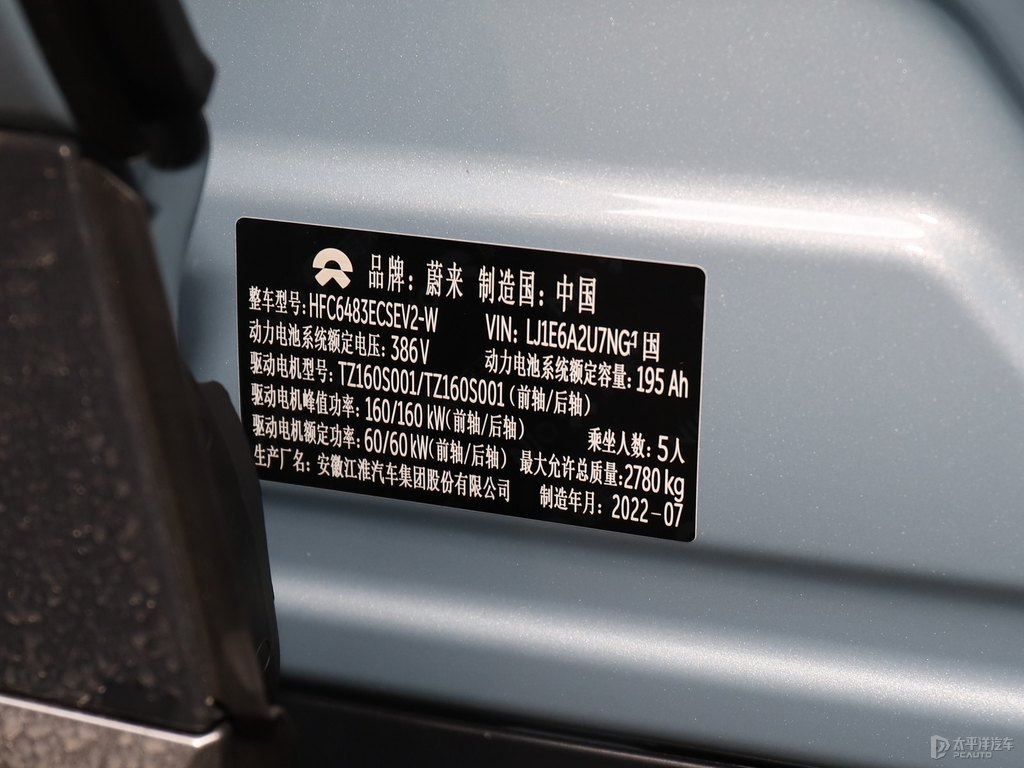 品牌：蔚来 制造国：中国
整车型号：HFC6483ECSEV2-W VIN：LJ1E6A2U7NG
动力电池系统额定电压：386V 动力电池系统额定容量：195 Ah
驱动电机型号：TZ160S001/TZ160S001（前轴/后轴）
驱动电机峰值功率：160/160 kW（前轴/后轴） 乘坐人数：5人
驱动电机额定功率：60/60 kW（前轴/后轴） 最大允许总质量：2780 kg
生产厂名：安徽江淮汽车集团股份有限公司 制造年月：2022-07
太平洋汽车
PCAUTO